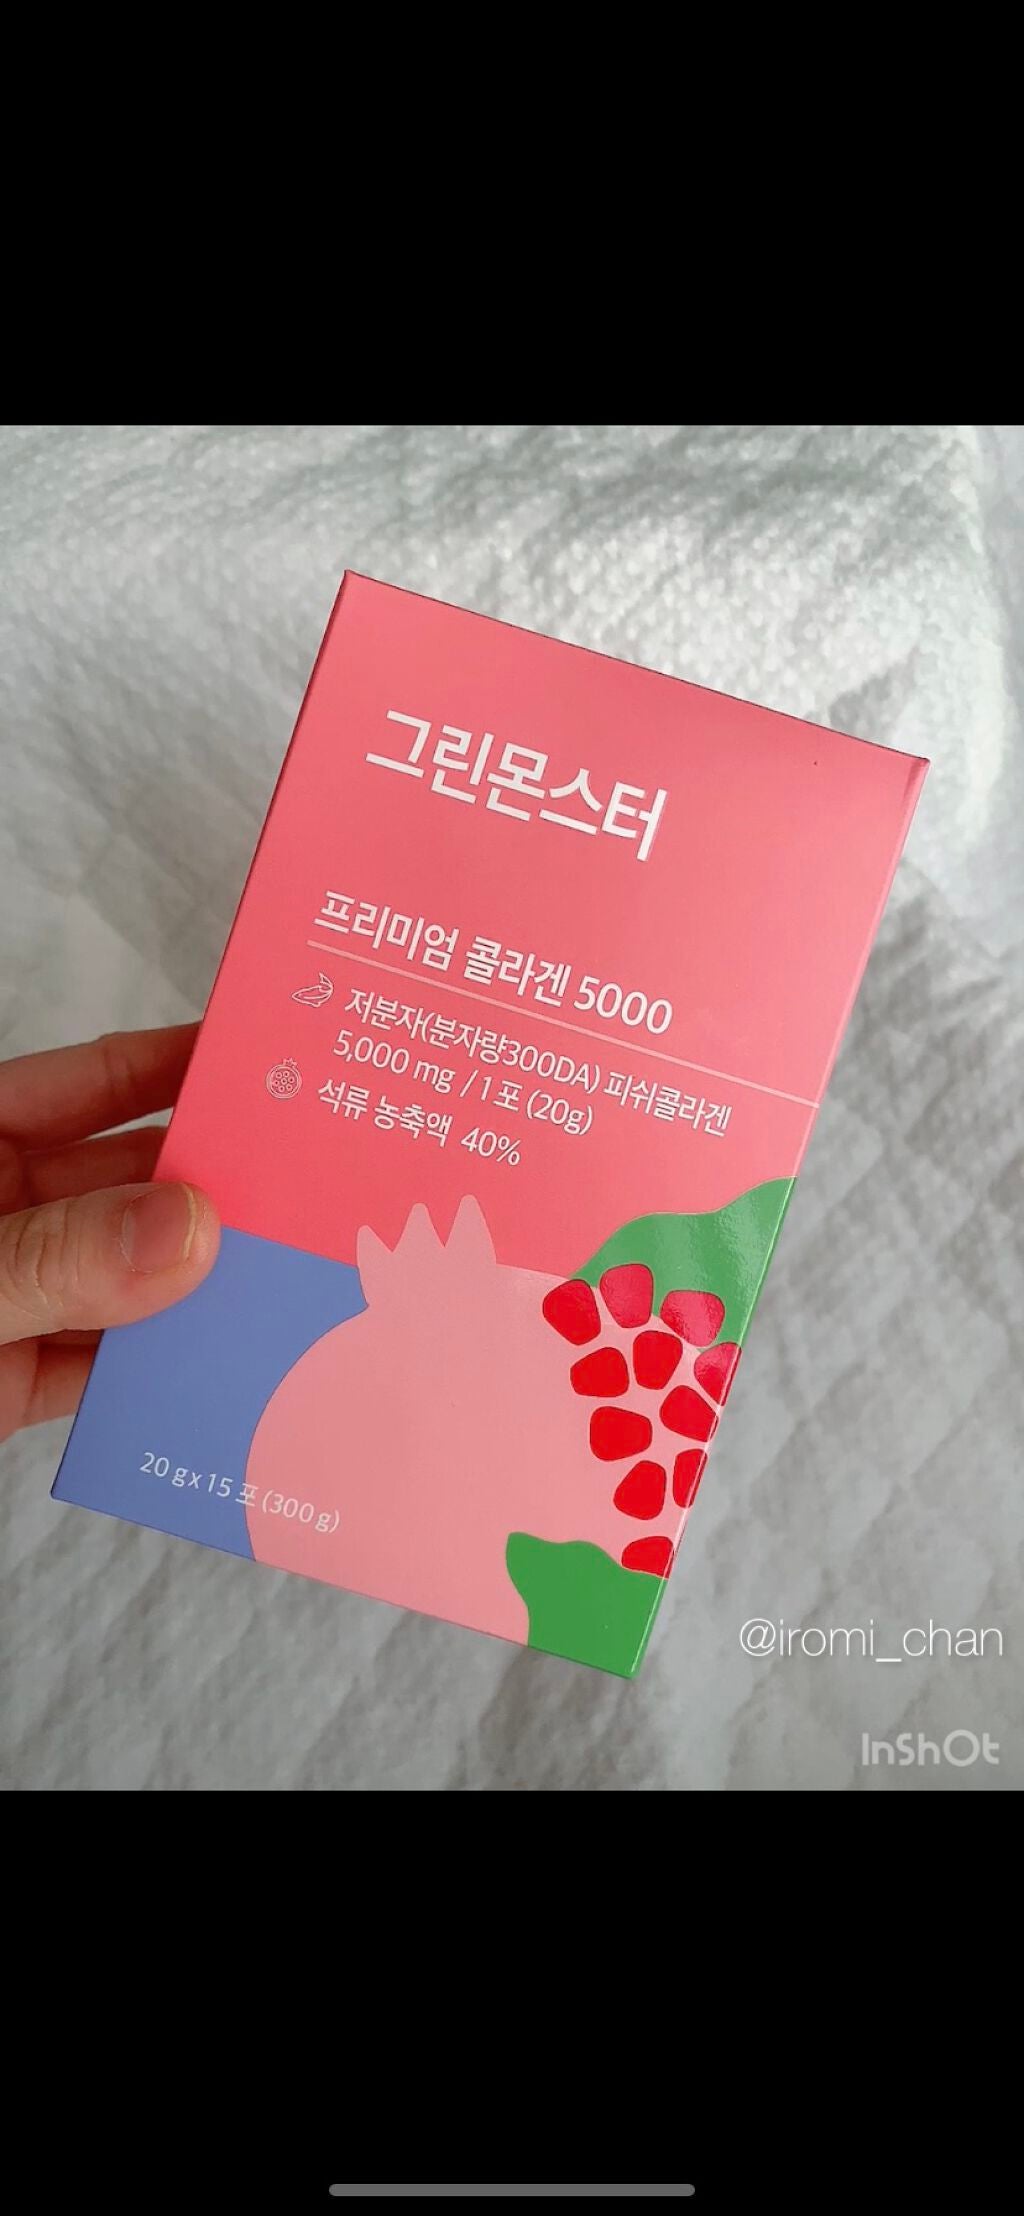 그린몬스터
프리미엄 콜라겐 5000
저분자(분자량300DA) 피쉬콜라겐
5,000 mg / 1 포 (20g)
석류 농축액 40%
20 g x 15 포 (300 g)
@iromi_chan
InShOt